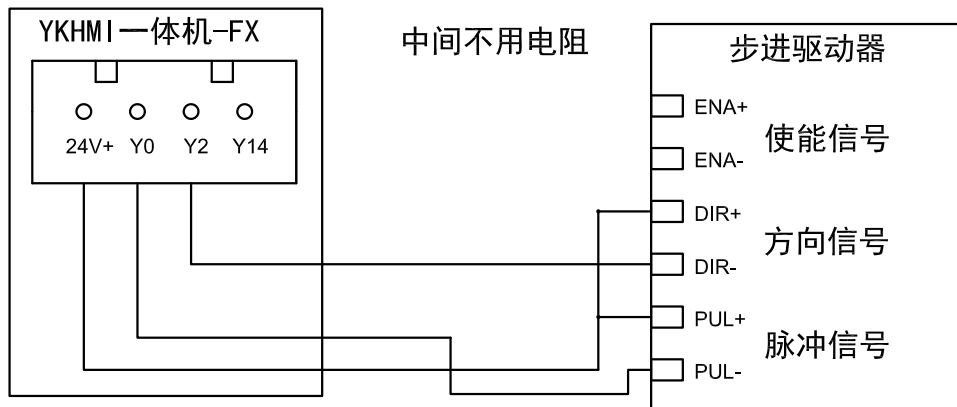 YKHMI一体机-FX
24V+ Y0 Y2 Y14
中间不用电阻
步进驱动器
ENA+
使能信号
ENA-
DIR+
方向信号
DIR-
PUL+
脉冲信号
PUL-